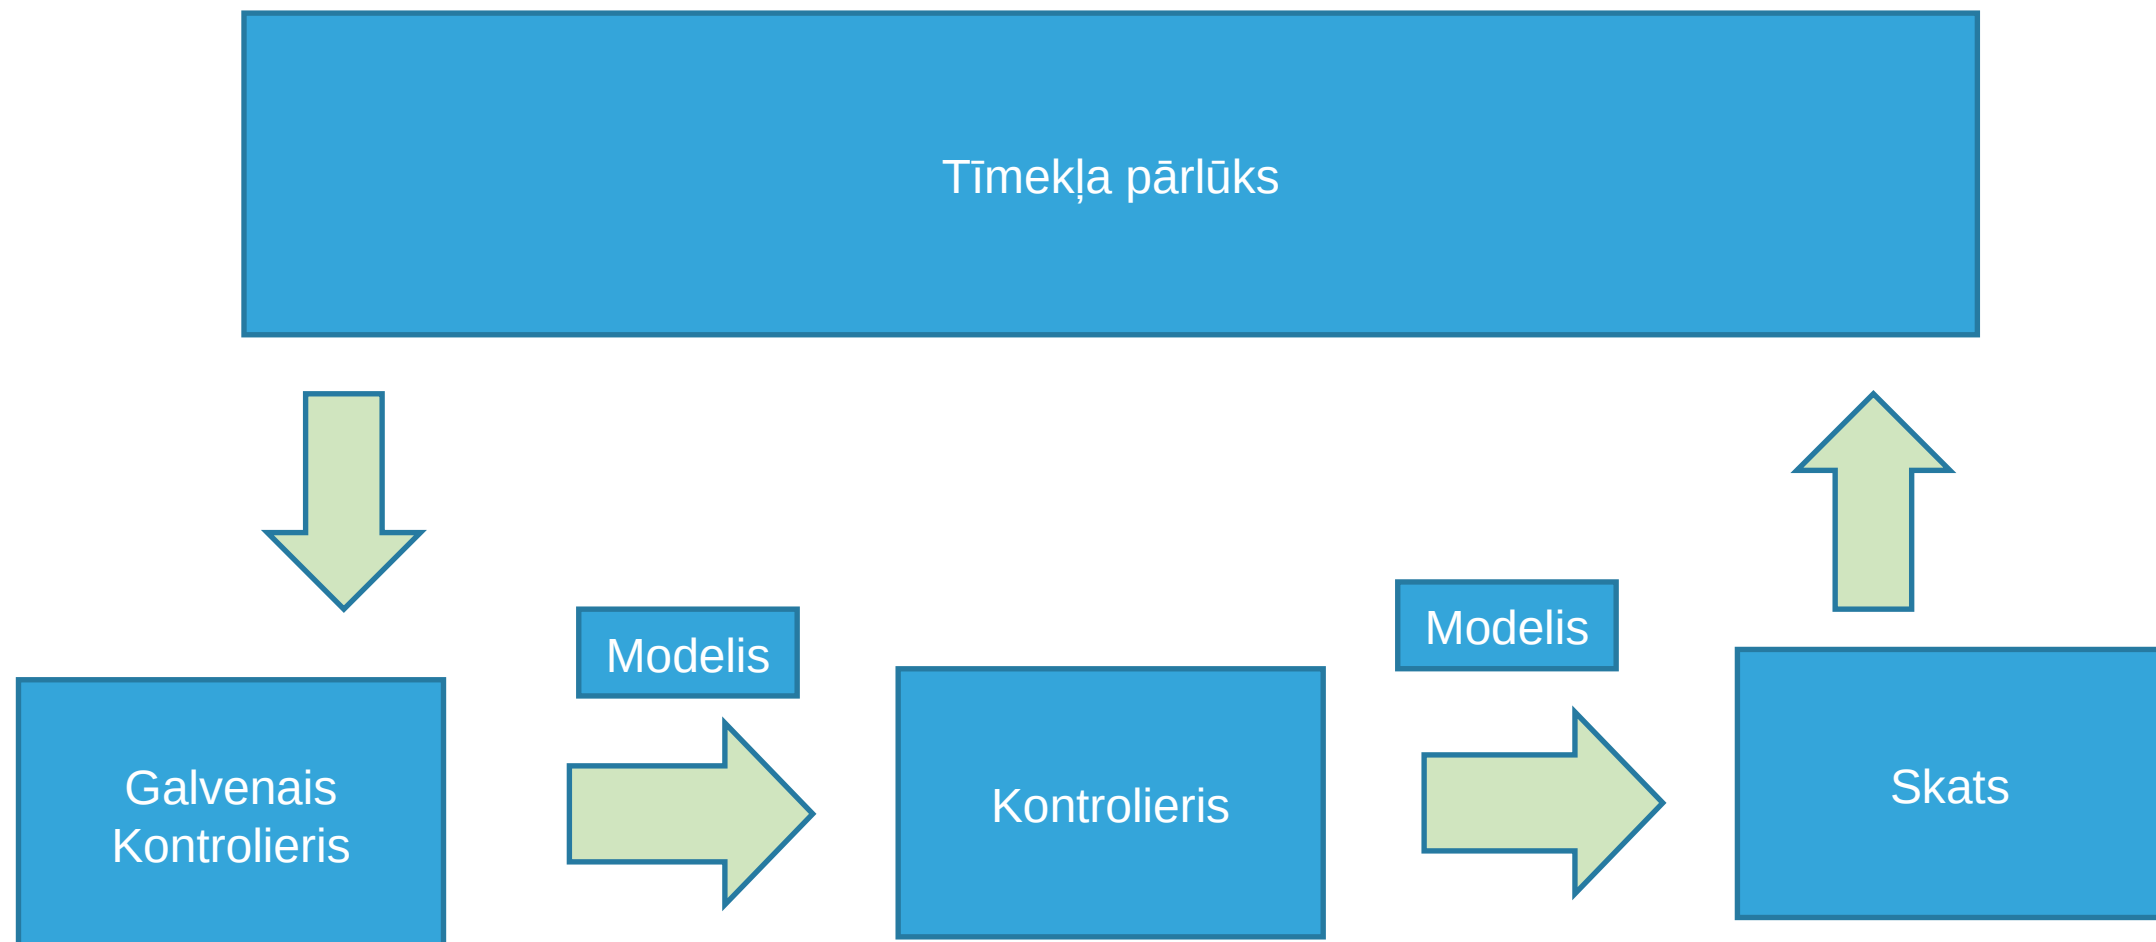 Tīmekļa pārlūks
Modelis
Modelis
Galvenais
Kontrolieris
Kontrolieris
Skats